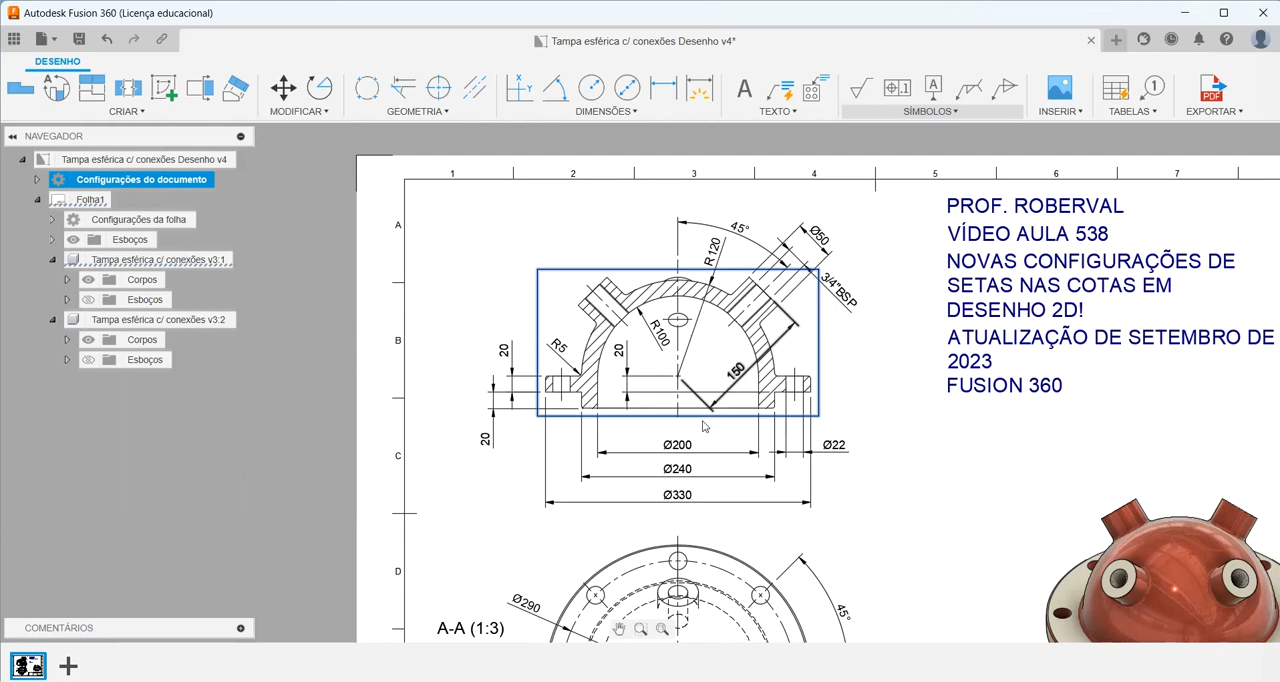 Autodesk Fusion 360 (Licença educacional)
Tampa esférica c/ conexões Desenho v4*
DESENHO
CRIAR
MODIFICAR
GEOMETRIA
DIMENSÕES
TEXTO
SÍMBOLOS
INSERIR
TABELAS
EXPORTAR
NAVEGADOR
Tampa esférica c/ conexões Desenho v4
Configurações do documento
Folha1
Configurações da folha
Esboços
Tampa esférica c/ conexões v3:1
Corpos
Esboços
Tampa esférica c/ conexões v3:2
Corpos
Esboços
COMENTÁRIOS
1 2 3 4 5 6 7
A
B
C
D
45°
Ø50
R120
3/4"BSP
R100
R5
20
20
150
20
Ø200
Ø22
Ø240
Ø330
Ø290
45°
A-A (1:3)
PROF. ROBERVAL
VÍDEO AULA 538
NOVAS CONFIGURAÇÕES DE
SETAS NAS COTAS EM
DESENHO 2D!
ATUALIZAÇÃO DE SETEMBRO DE
2023
FUSION 360